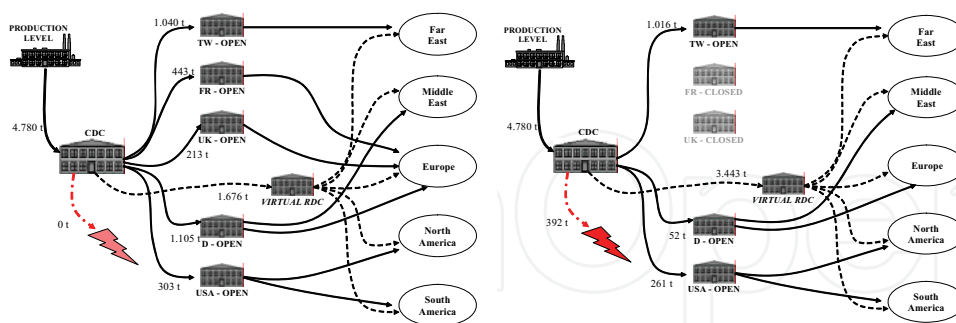 PRODUCTION
LEVEL
4.780 t
CDC
0 t
1.040 t
TW - OPEN
443 t
FR - OPEN
213 t
UK - OPEN
1.676 t
VIRTUAL RDC
1.105 t
D - OPEN
303 t
USA - OPEN
Far
East
Middle
East
Europe
North
America
South
America
PRODUCTION
LEVEL
4.780 t
CDC
392 t
1.016 t
TW - OPEN
FR - CLOSED
UK - CLOSED
3.443 t
VIRTUAL RDC
52 t
D - OPEN
261 t
USA - OPEN
Far
East
Middle
East
Europe
North
America
South
America